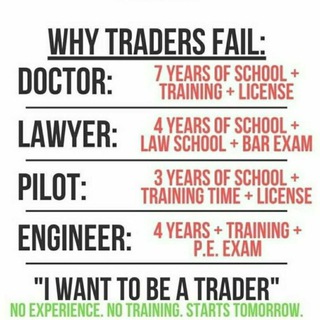 WHY TRADERS FAIL:
DOCTOR: 7 YEARS OF SCHOOL +
TRAINING + LICENSE
LAWYER: 4 YEARS OF SCHOOL +
LAW SCHOOL + BAR EXAM
PILOT: 3 YEARS OF SCHOOL +
TRAINING TIME + LICENSE
ENGINEER: 4 YEARS + TRAINING +
P.E. EXAM
"I WANT TO BE A TRADER"
NO EXPERIENCE. NO TRAINING. STARTS TOMORROW.